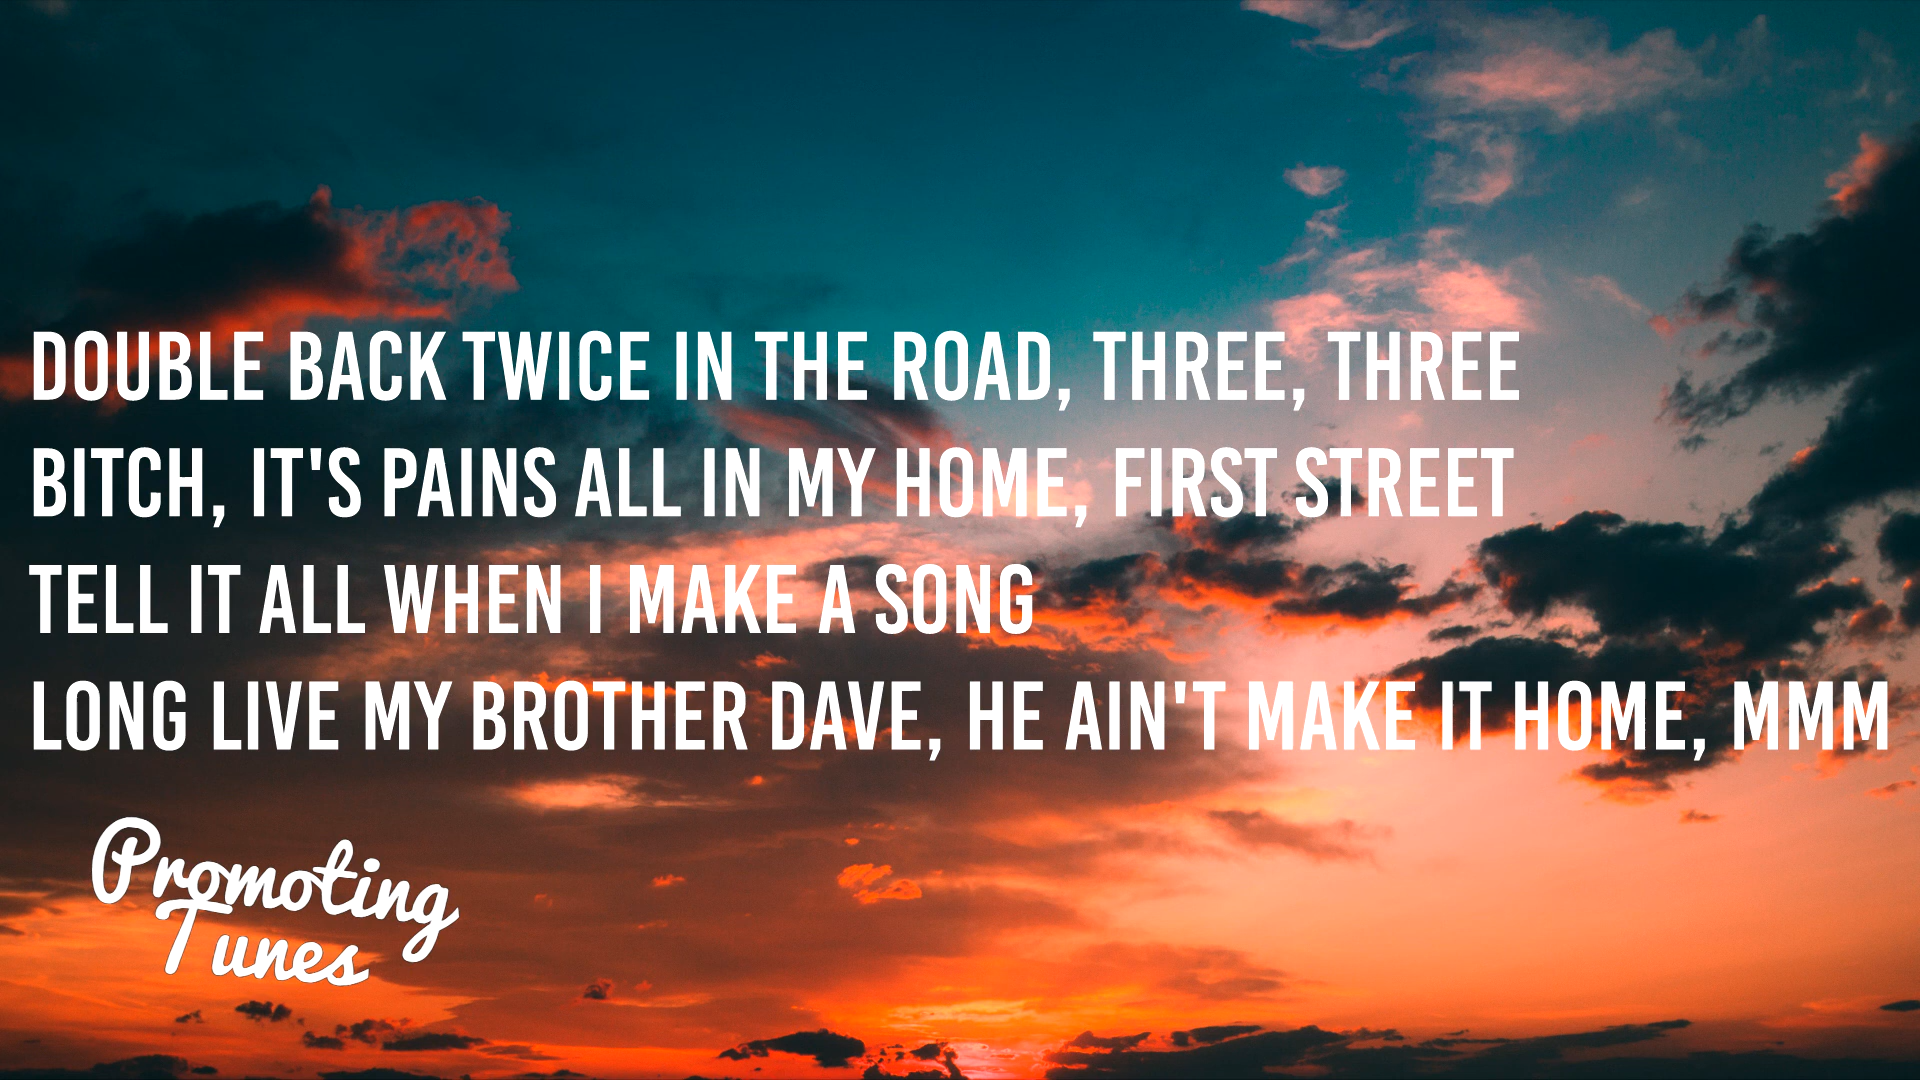 DOUBLE BACK TWICE IN THE ROAD, THREE, THREE
BITCH, IT'S PAINS ALL IN MY HOME, FIRST STREET
TELL IT ALL WHEN I MAKE A SONG
LONG LIVE MY BROTHER DAVE, HE AIN'T MAKE IT HOME, MMM
Promoting
Tunes